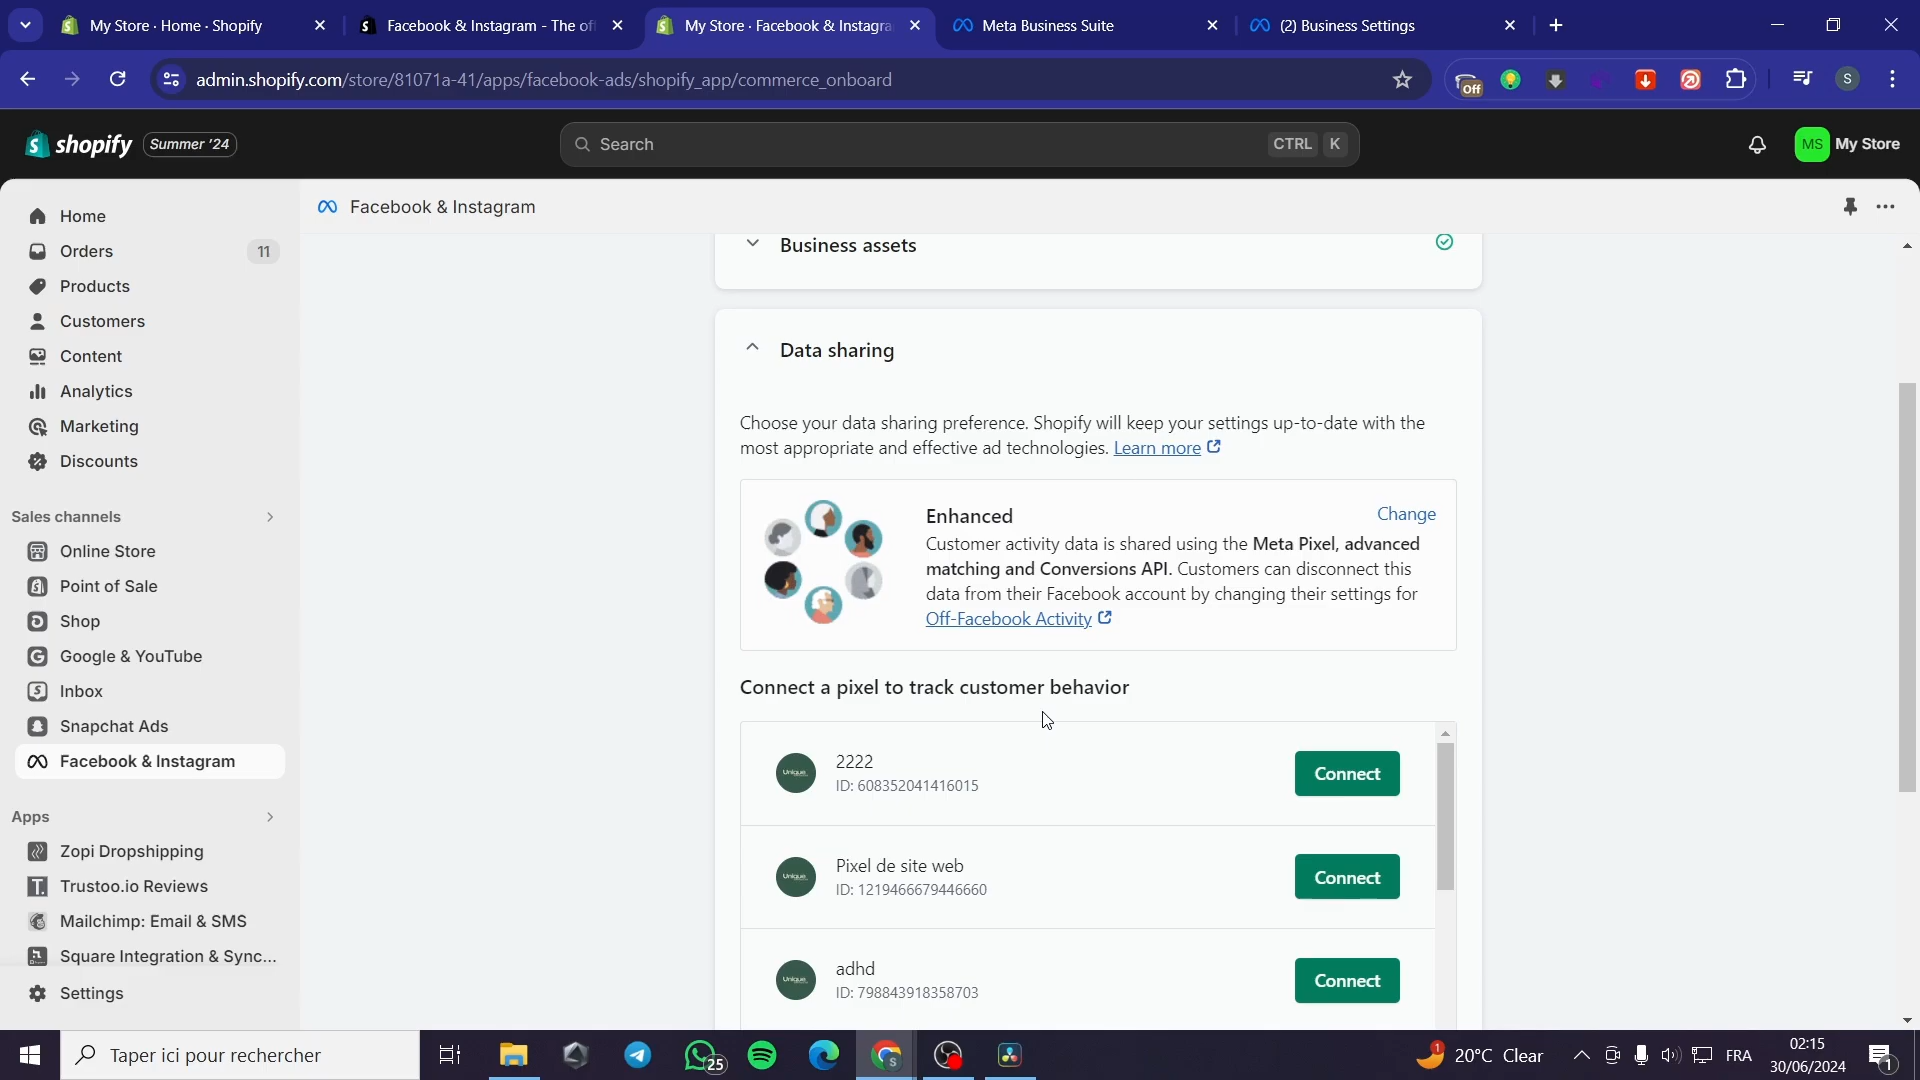 My Store · Home · Shopify
Facebook & Instagram - The of
My Store · Facebook & Instagra
Meta Business Suite
(2) Business Settings
admin.shopify.com/store/81071a-41/apps/facebook-ads/shopify_app/commerce_onboard
Off
S
shopify
Summer '24
Search
CTRL
K
MS
My Store
Home
Orders
11
Products
Customers
Content
Analytics
Marketing
Discounts
Sales channels
Online Store
Point of Sale
Shop
Google & YouTube
Inbox
Snapchat Ads
Facebook & Instagram
Apps
Zopi Dropshipping
Trustoo.io Reviews
Mailchimp: Email & SMS
Square Integration & Sync...
Settings
Facebook & Instagram
Business assets
Data sharing
Choose your data sharing preference. Shopify will keep your settings up-to-date with the
most appropriate and effective ad technologies. Learn more
Enhanced
Change
Customer activity data is shared using the Meta Pixel, advanced
matching and Conversions API. Customers can disconnect this
data from their Facebook account by changing their settings for
Off-Facebook Activity
Connect a pixel to track customer behavior
Unique
2222
ID: 608352041416015
Connect
Unique
Pixel de site web
ID: 1219466679446660
Connect
Unique
adhd
ID: 798843918358703
Connect
Taper ici pour rechercher
25
S
1
20°C Clear
FRA
02:15
30/06/2024
1